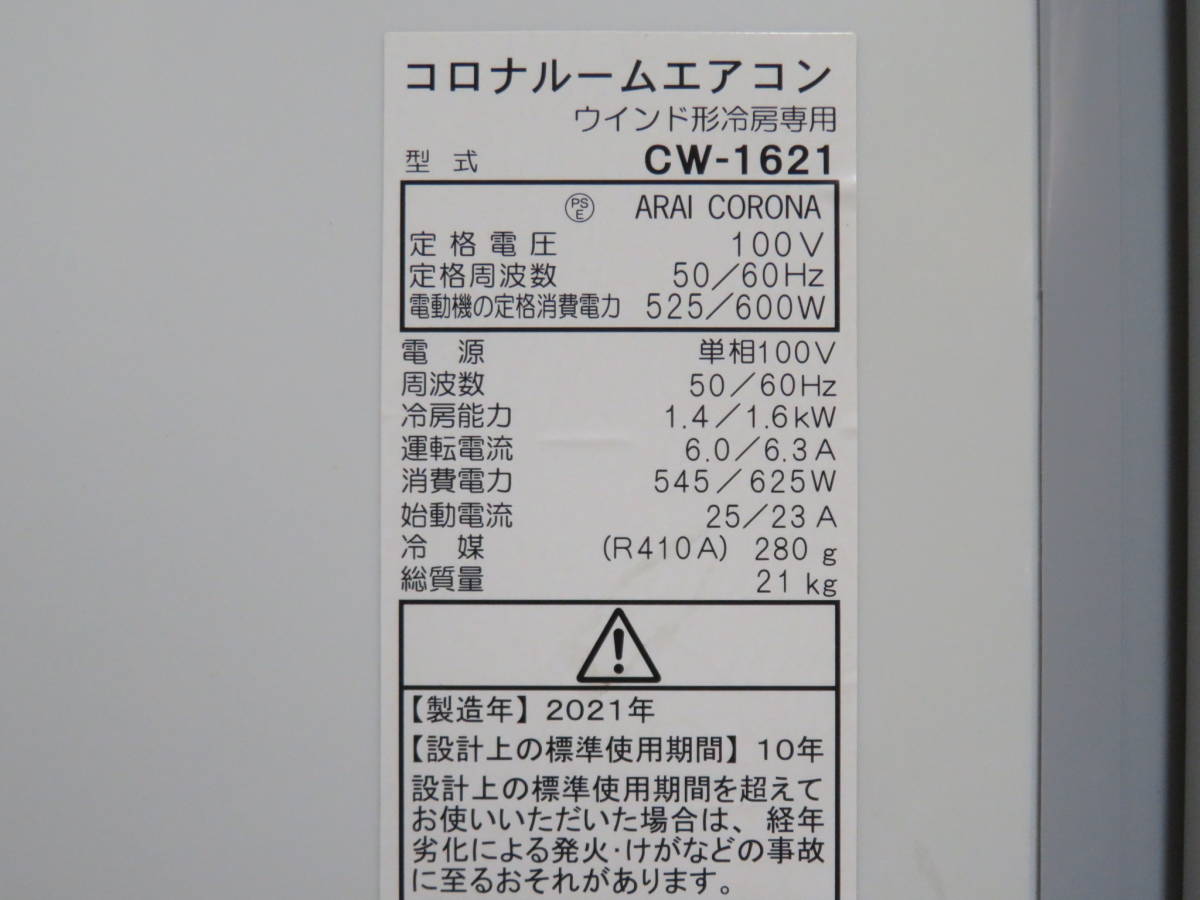 コロナルームエアコン
ウインド形冷房専用
型式 CW-1621
PSE ARAI CORONA
定格電圧 100V
定格周波数 50/60Hz
電動機の定格消費電力 525/600W
電源 単相100V
周波数 50/60Hz
冷房能力 1.4/1.6kW
運転電流 6.0/6.3A
消費電力 545/625W
始動電流 25/23A
冷媒 (R410A) 280g
総質量 21kg
【製造年】2021年
【設計上の標準使用期間】10年
設計上の標準使用期間を超えて
お使いいただいた場合は、経年
劣化による発火・けがなどの事故
に至るおそれがあります。